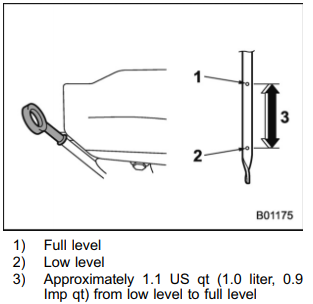 1
2
3
B01175
1) Full level
2) Low level
3) Approximately 1.1 US qt (1.0 liter, 0.9
Imp qt) from low level to full level